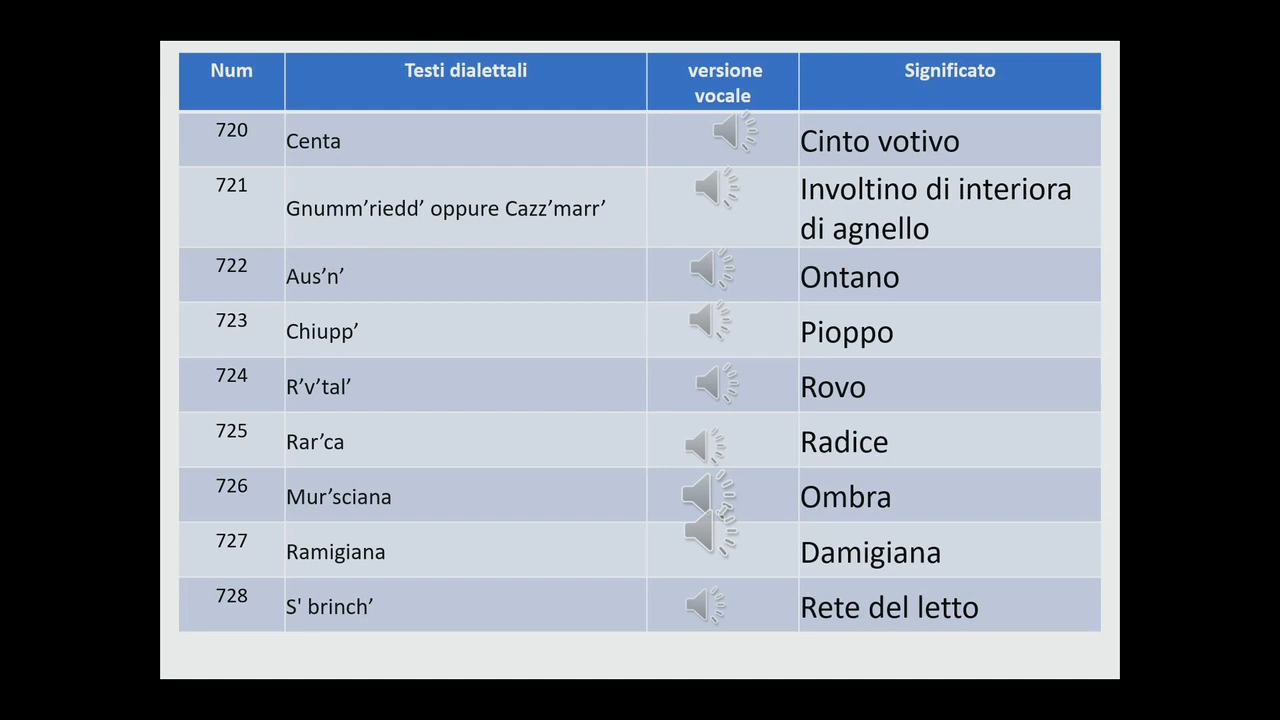 Num Testi dialettali versione vocale Significato
720 Centa Cinto votivo
721 Gnumm’riedd’ oppure Cazz’marr’ Involtino di interiora di agnello
722 Aus’n’ Ontano
723 Chiupp’ Pioppo
724 R’v’tal’ Rovo
725 Rar’ca Radice
726 Mur’sciana Ombra
727 Ramigiana Damigiana
728 S' brinch’ Rete del letto